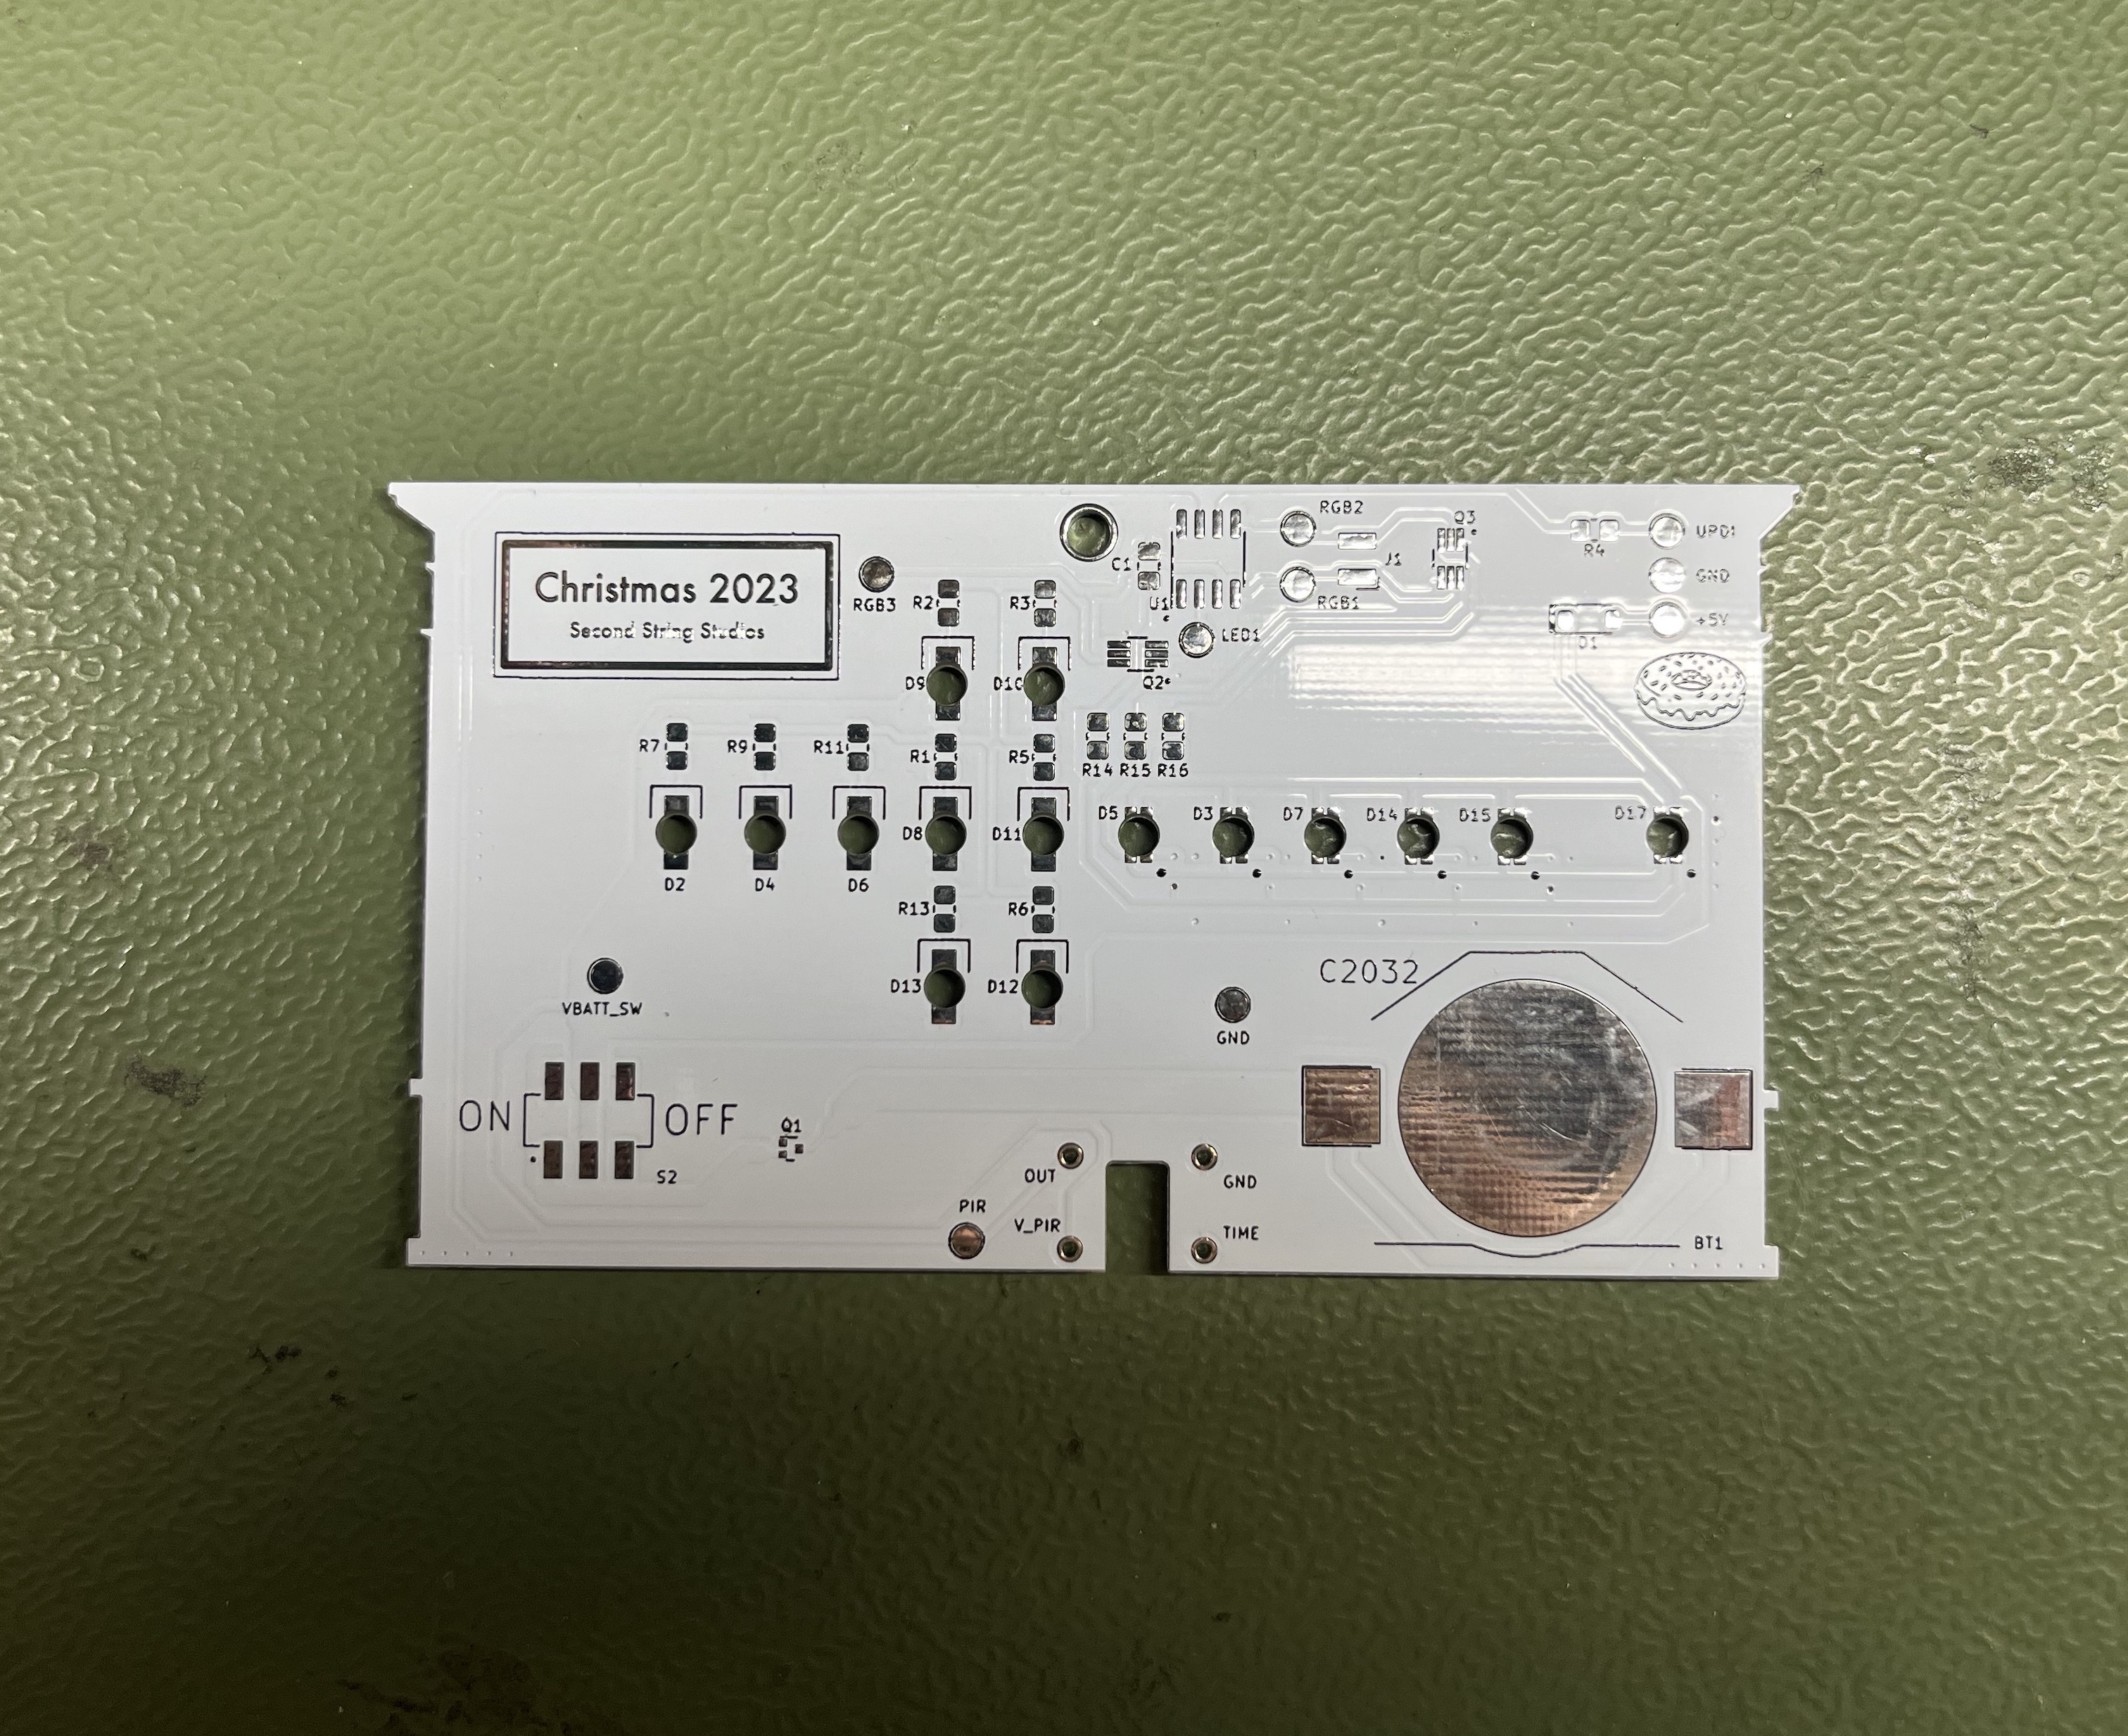 RGB2
Q3
UPDI
R4
C1
J1
Christmas 2023
GND
RGB3
R2
R3
U1
RGB1
+5V
Second String Studios
LED1
D1
D9
D10
Q2
R7
R9
R11
R1
R5
R14
R15
R16
D5
D3
D7
D14
D15
D17
D8
D11
D2
D4
D6
R13
R6
C2032
D13
D12
VBATT_SW
GND
ON
OFF
Q1
S2
OUT
GND
PIR
V_PIR
TIME
BT1